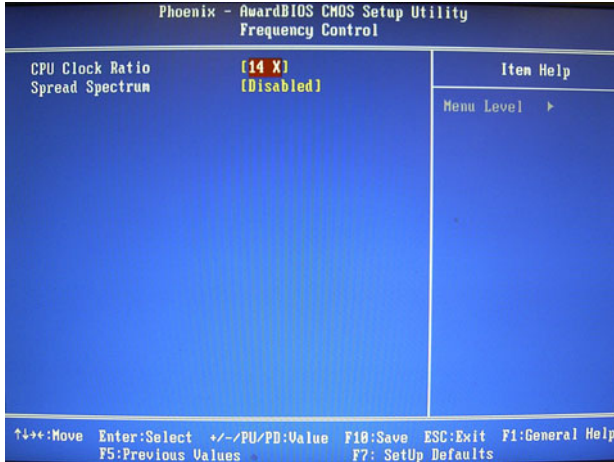 Phoenix - AwardBIOS CMOS Setup Utility
Frequency Control
CPU Clock Ratio [14 X]
Spread Spectrum [Disabled]
Item Help
Menu Level ▸
↑↓→←:Move Enter:Select +/-/PU/PD:Value F10:Save ESC:Exit F1:General Help
F5:Previous Values F7: SetUp Defaults